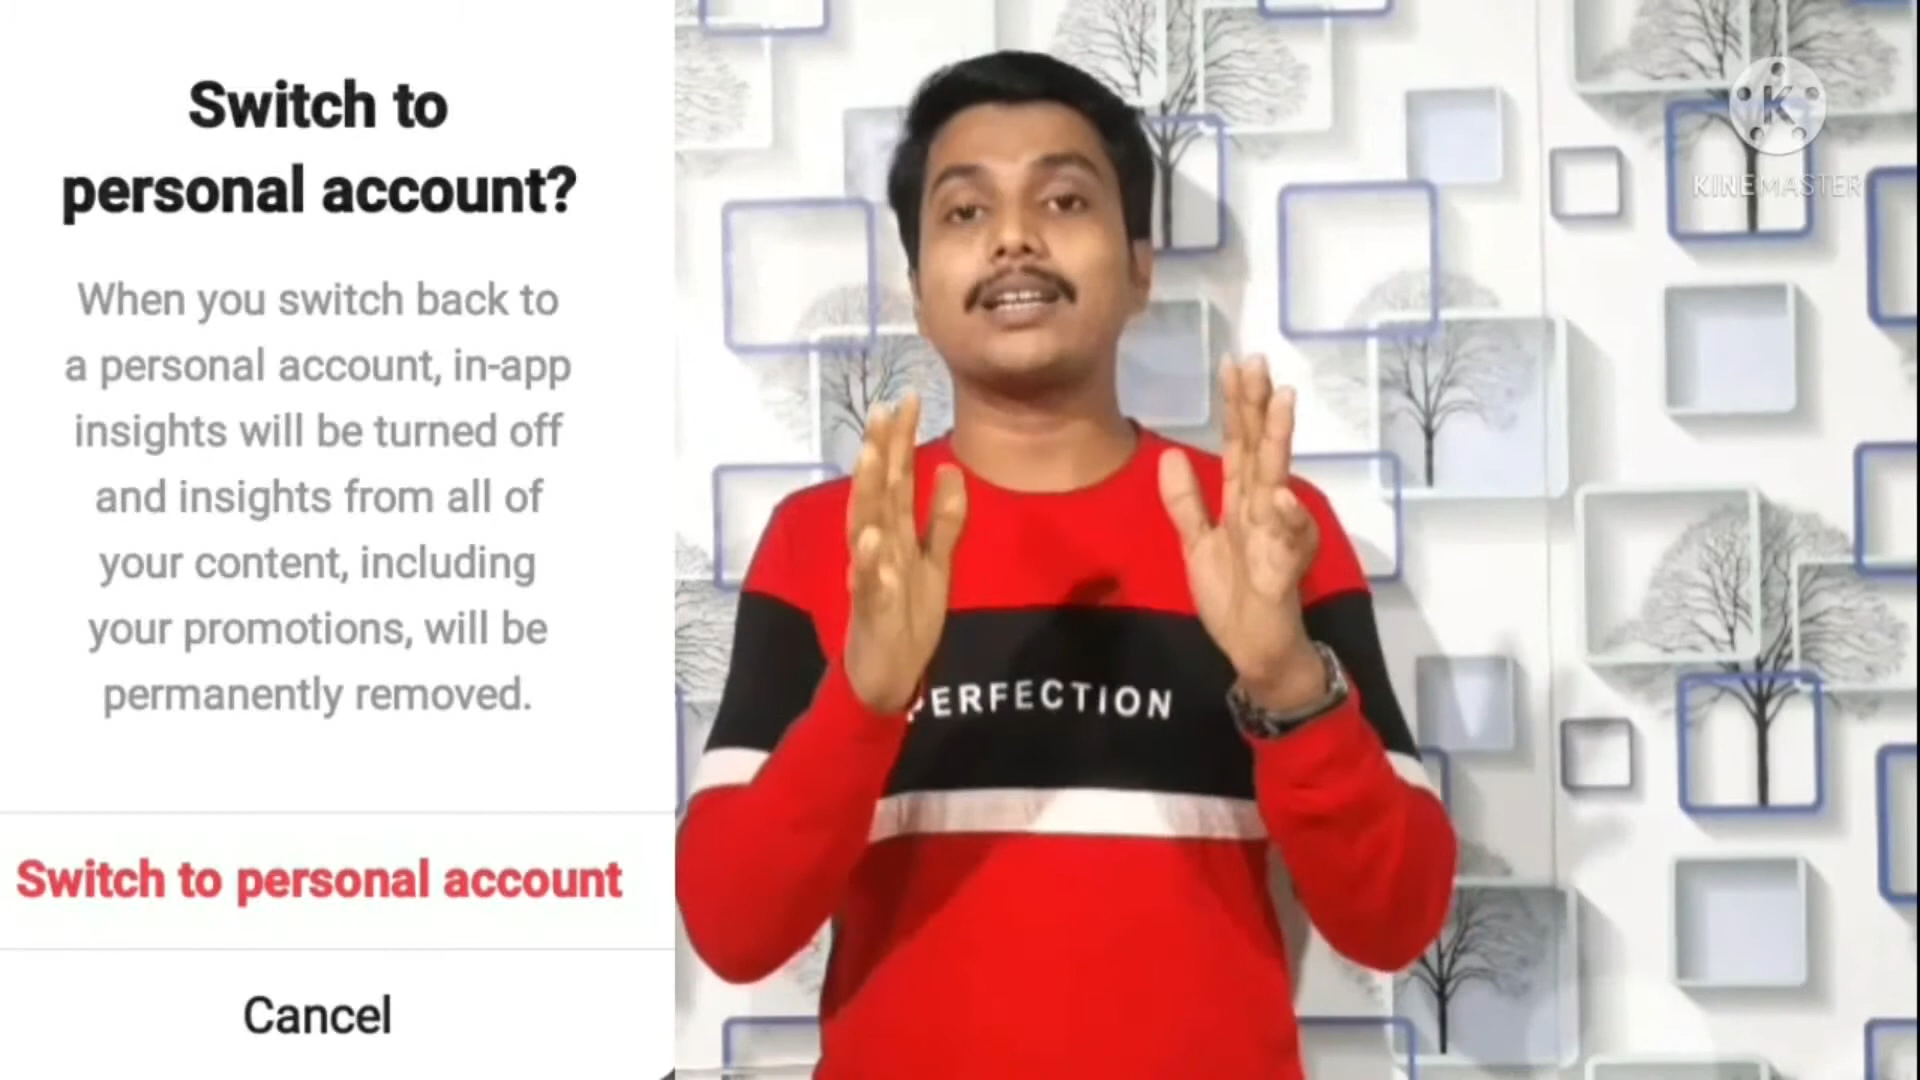 Switch to
personal account?
When you switch back to
a personal account, in-app
insights will be turned off
and insights from all of
your content, including
your promotions, will be
permanently removed.
Switch to personal account
Cancel
PERFECTION
K
KINEMASTER